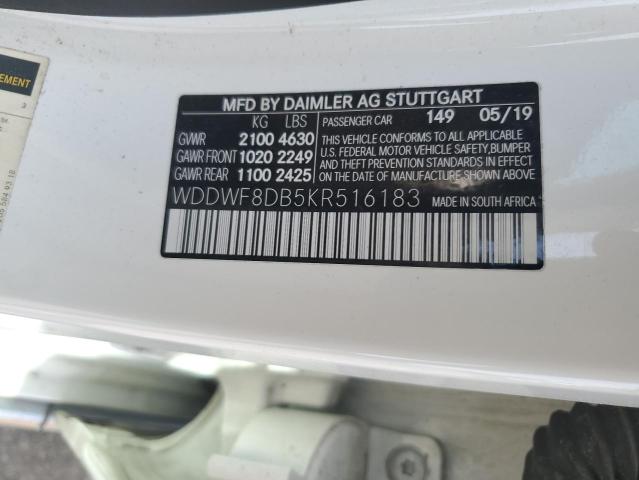 MFD BY DAIMLER AG STUTTGART
KG LBS
PASSENGER CAR 149 05/19
GVWR 2100 4630
GAWR FRONT 1020 2249
GAWR REAR 1100 2425
THIS VEHICLE CONFORMS TO ALL APPLICABLE
U.S. FEDERAL MOTOR VEHICLE SAFETY, BUMPER
AND THEFT PREVENTION STANDARDS IN EFFECT
ON THE DATE OF MANUFACTURE SHOWN ABOVE.
WDDWF8DB5KR516183 MADE IN SOUTH AFRICA
EMENT
3